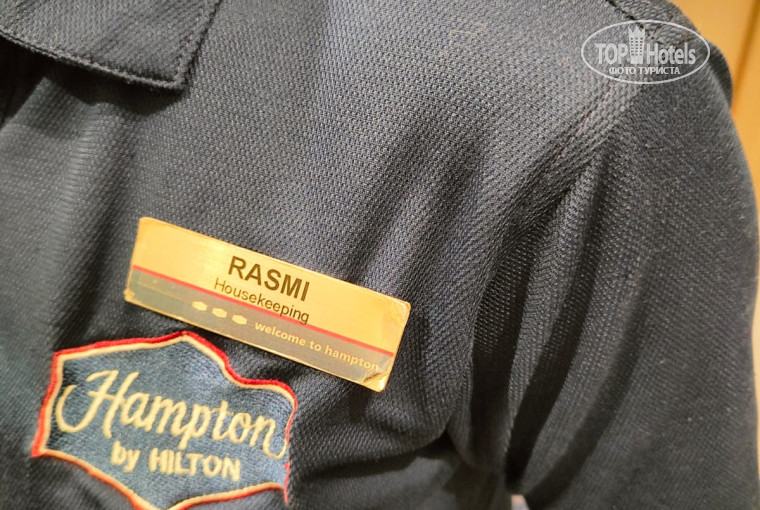 TOP Hotels
ФОТО ТУРИСТА
RASMI
Housekeeping
welcome to hampton
Hampton
by HILTON